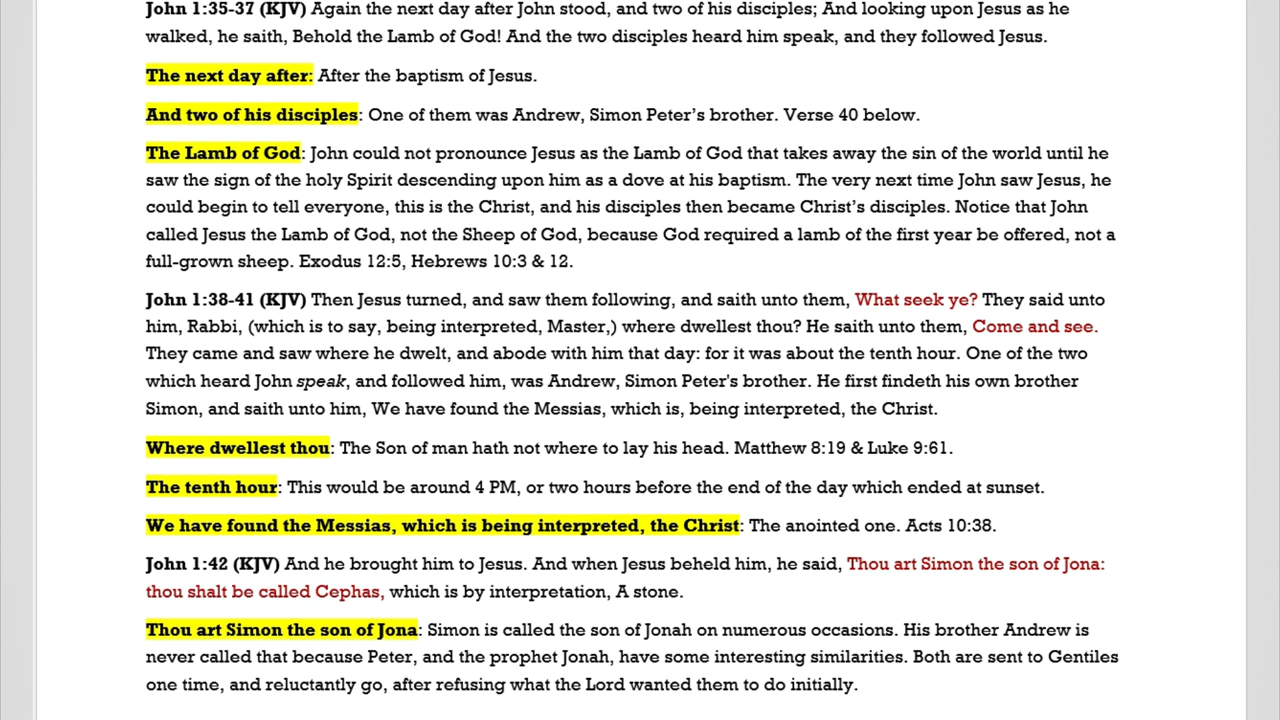 John 1:35-37 (KJV) Again the next day after John stood, and two of his disciples; And looking upon Jesus as he
walked, he saith, Behold the Lamb of God! And the two disciples heard him speak, and they followed Jesus.
The next day after: After the baptism of Jesus.
And two of his disciples: One of them was Andrew, Simon Peter’s brother. Verse 40 below.
The Lamb of God: John could not pronounce Jesus as the Lamb of God that takes away the sin of the world until he
saw the sign of the holy Spirit descending upon him as a dove at his baptism. The very next time John saw Jesus, he
could begin to tell everyone, this is the Christ, and his disciples then became Christ’s disciples. Notice that John
called Jesus the Lamb of God, not the Sheep of God, because God required a lamb of the first year be offered, not a
full-grown sheep. Exodus 12:5, Hebrews 10:3 & 12.
John 1:38-41 (KJV) Then Jesus turned, and saw them following, and saith unto them, What seek ye? They said unto
him, Rabbi, (which is to say, being interpreted, Master,) where dwellest thou? He saith unto them, Come and see.
They came and saw where he dwelt, and abode with him that day: for it was about the tenth hour. One of the two
which heard John speak, and followed him, was Andrew, Simon Peter's brother. He first findeth his own brother
Simon, and saith unto him, We have found the Messias, which is, being interpreted, the Christ.
Where dwellest thou: The Son of man hath not where to lay his head. Matthew 8:19 & Luke 9:61.
The tenth hour: This would be around 4 PM, or two hours before the end of the day which ended at sunset.
We have found the Messias, which is being interpreted, the Christ: The anointed one. Acts 10:38.
John 1:42 (KJV) And he brought him to Jesus. And when Jesus beheld him, he said, Thou art Simon the son of Jona:
thou shalt be called Cephas, which is by interpretation, A stone.
Thou art Simon the son of Jona: Simon is called the son of Jonah on numerous occasions. His brother Andrew is
never called that because Peter, and the prophet Jonah, have some interesting similarities. Both are sent to Gentiles
one time, and reluctantly go, after refusing what the Lord wanted them to do initially.